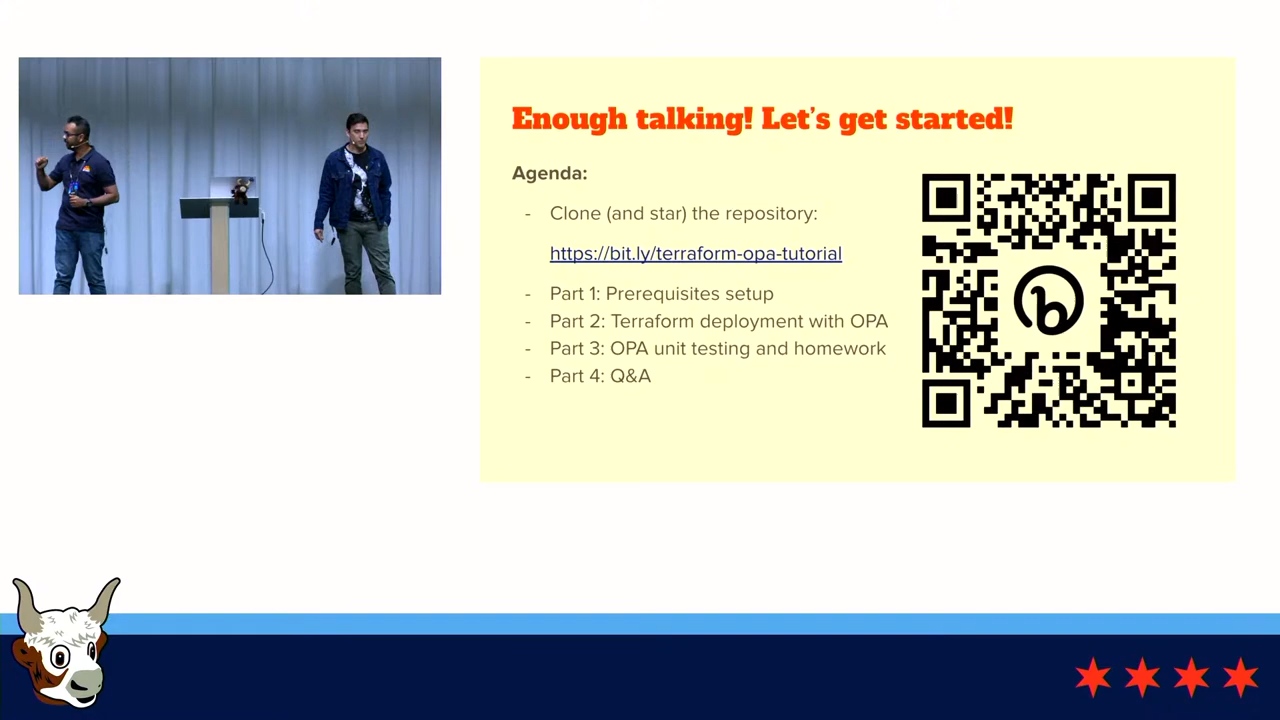 Enough talking! Let's get started!
Agenda:
- Clone (and star) the repository:
https://bit.ly/terraform-opa-tutorial
- Part 1: Prerequisites setup
- Part 2: Terraform deployment with OPA
- Part 3: OPA unit testing and homework
- Part 4: Q&A